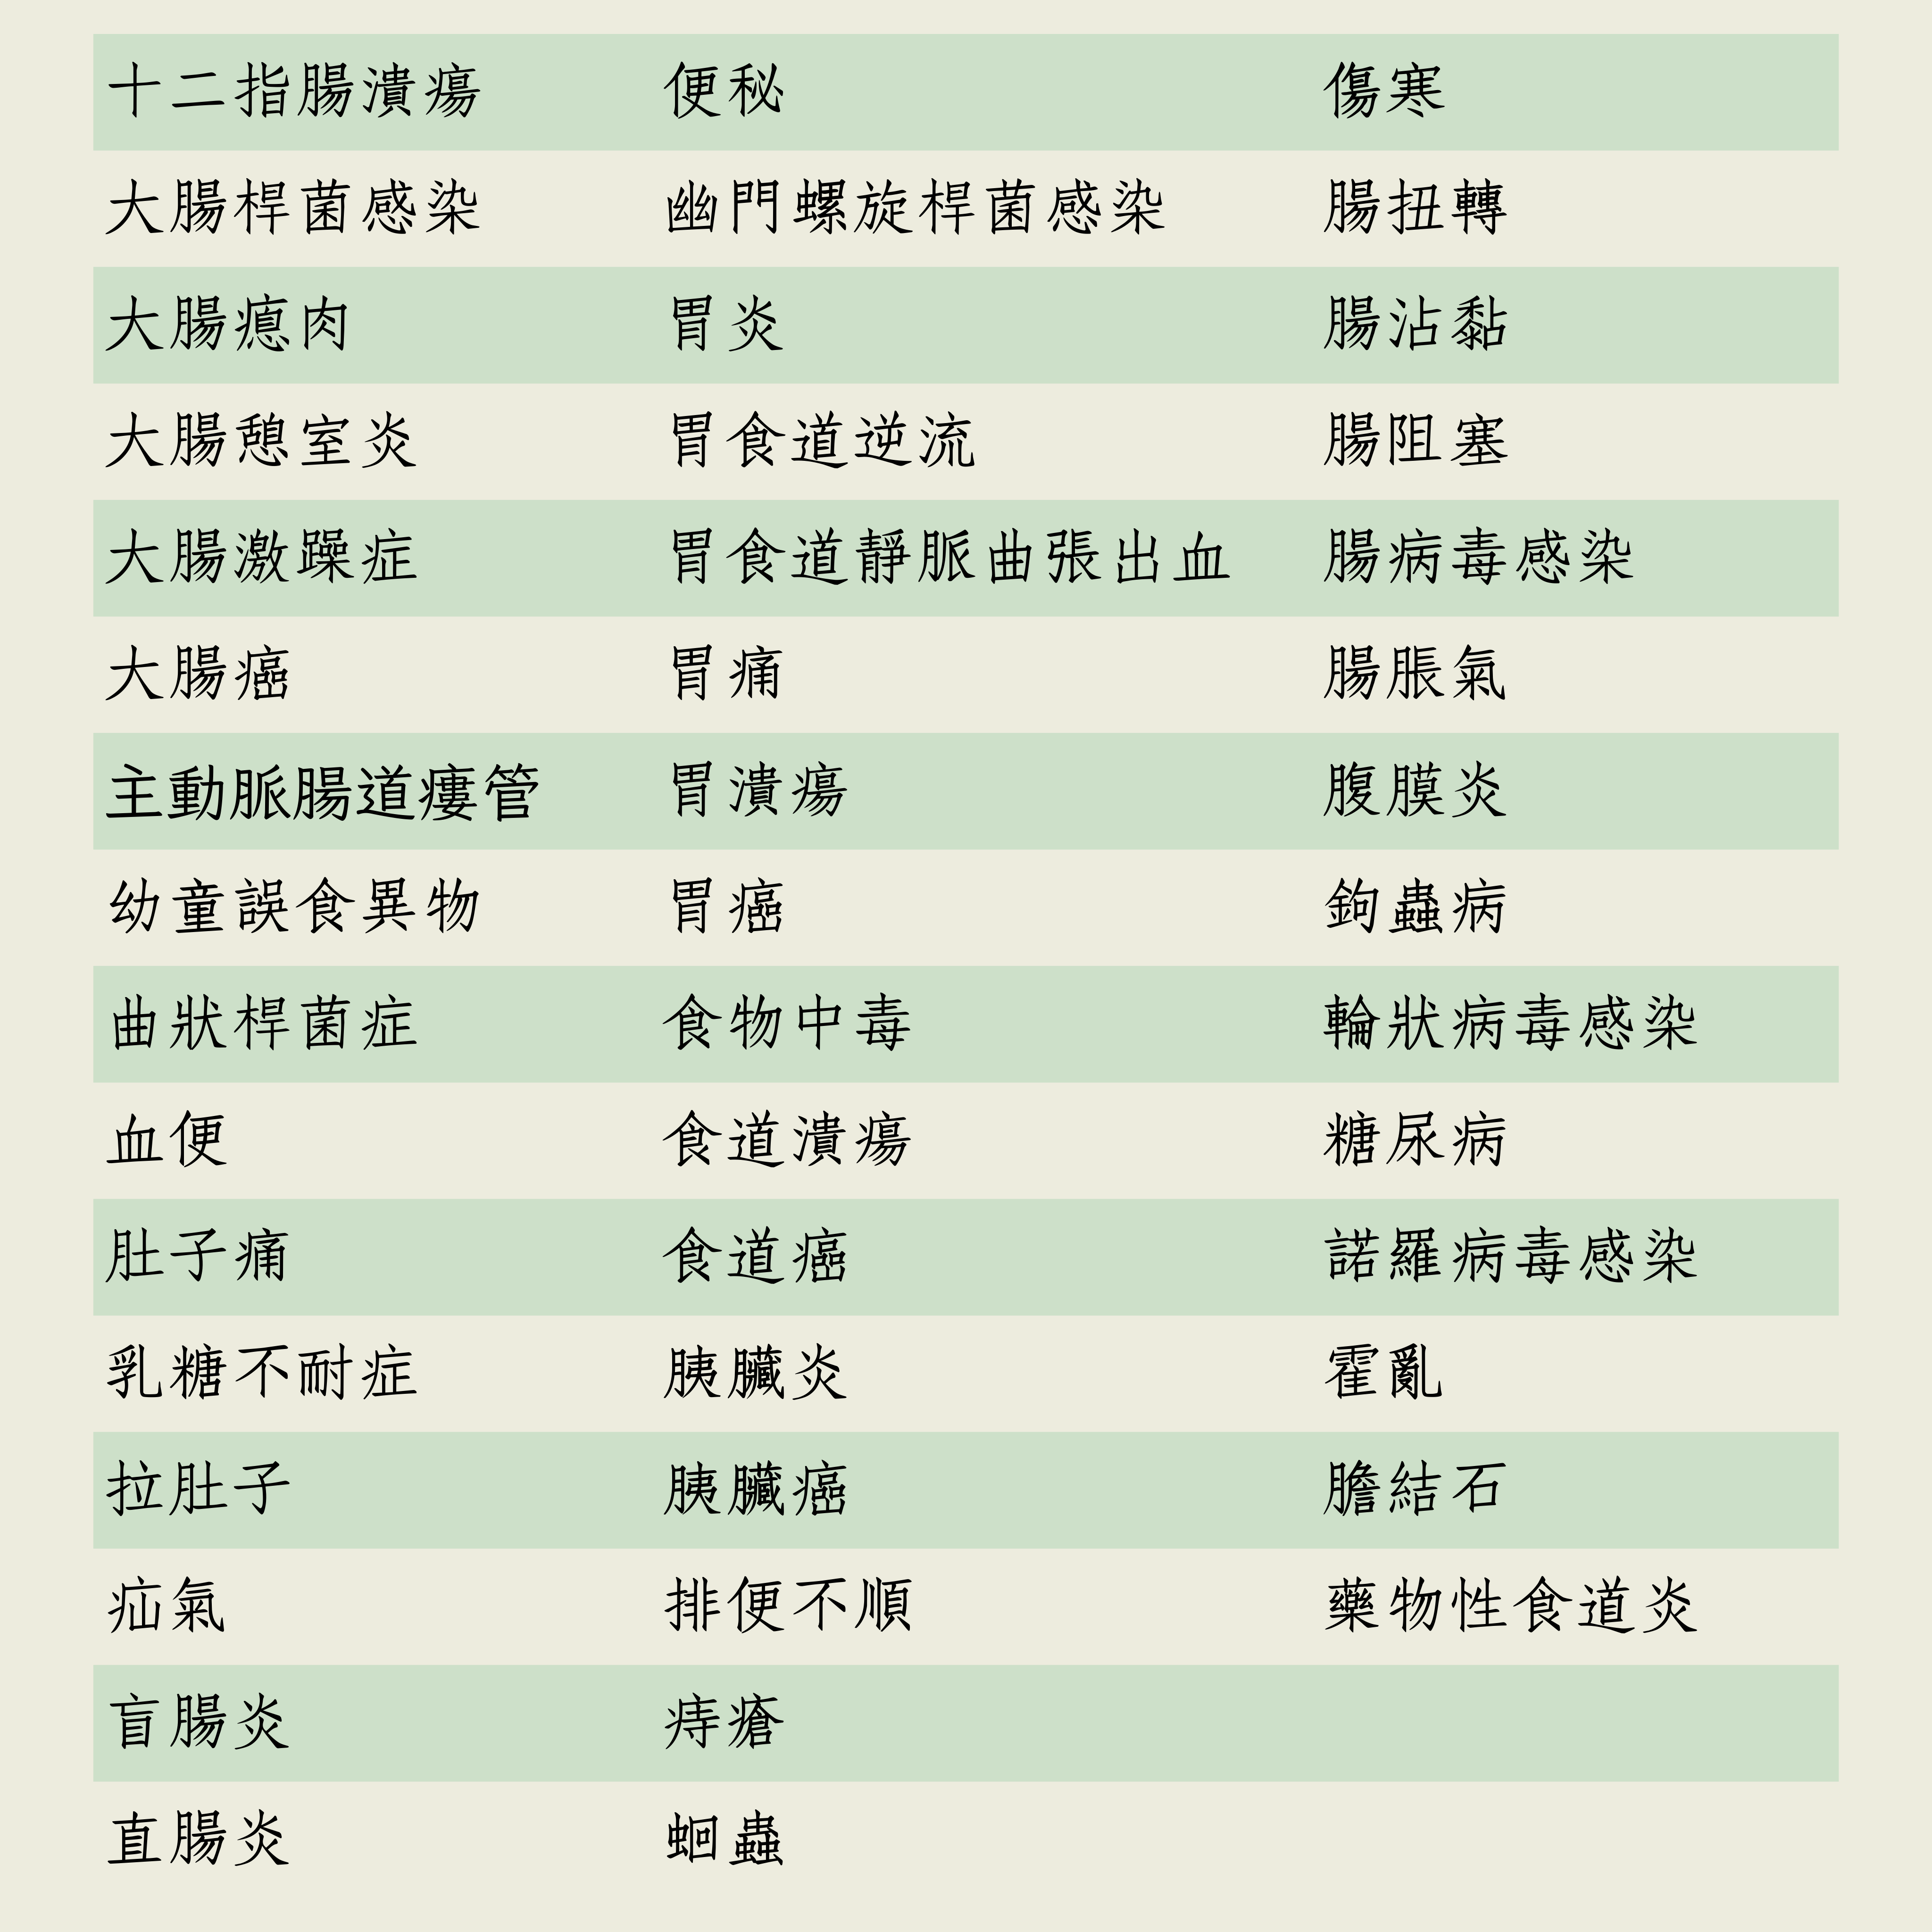 十二指腸潰瘍 便秘 傷寒
大腸桿菌感染 幽門螺旋桿菌感染 腸扭轉
大腸瘜肉 胃炎 腸沾黏
大腸憩室炎 胃食道逆流 腸阻塞
大腸激躁症 胃食道靜脈曲張出血 腸病毒感染
大腸癌 胃痛 腸脹氣
主動脈腸道瘻管 胃潰瘍 腹膜炎
幼童誤食異物 胃癌 鉤蟲病
曲狀桿菌症 食物中毒 輪狀病毒感染
血便 食道潰瘍 糖尿病
肚子痛 食道癌 諾羅病毒感染
乳糖不耐症 胰臟炎 霍亂
拉肚子 胰臟癌 膽結石
疝氣 排便不順 藥物性食道炎
盲腸炎 痔瘡
直腸炎 蛔蟲